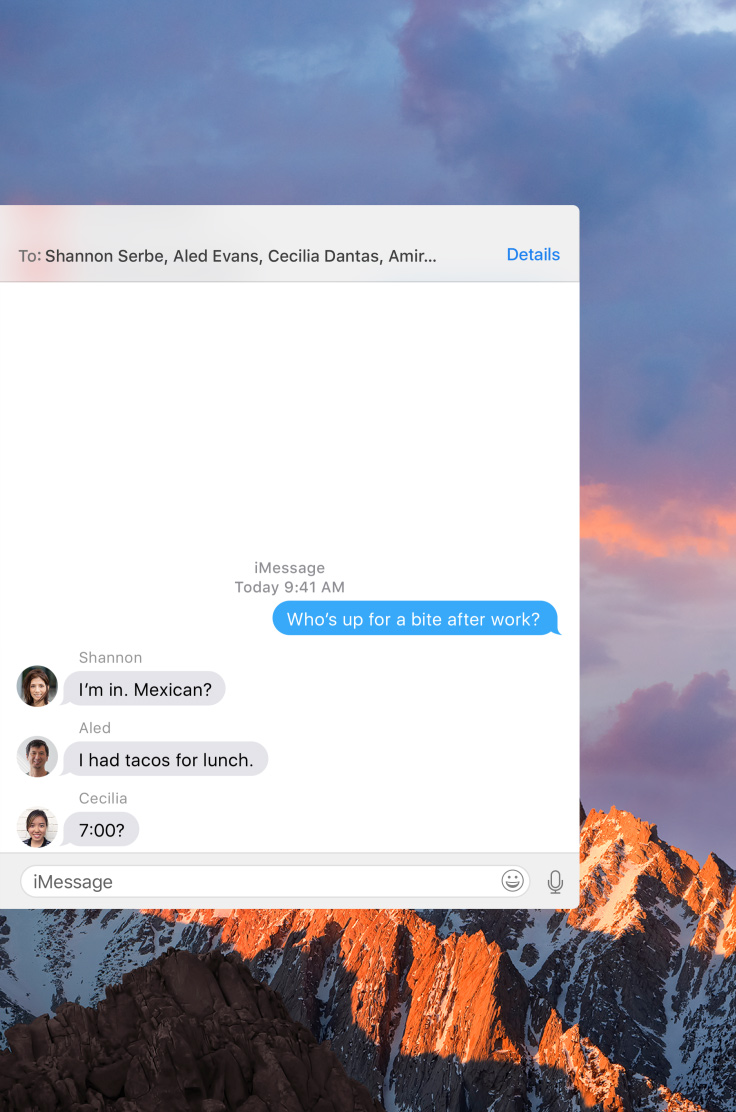 To: Shannon Serbe, Aled Evans, Cecilia Dantas, Amir...
Details
iMessage
Today 9:41 AM
Who’s up for a bite after work?
Shannon
I’m in. Mexican?
Aled
I had tacos for lunch.
Cecilia
7:00?
iMessage